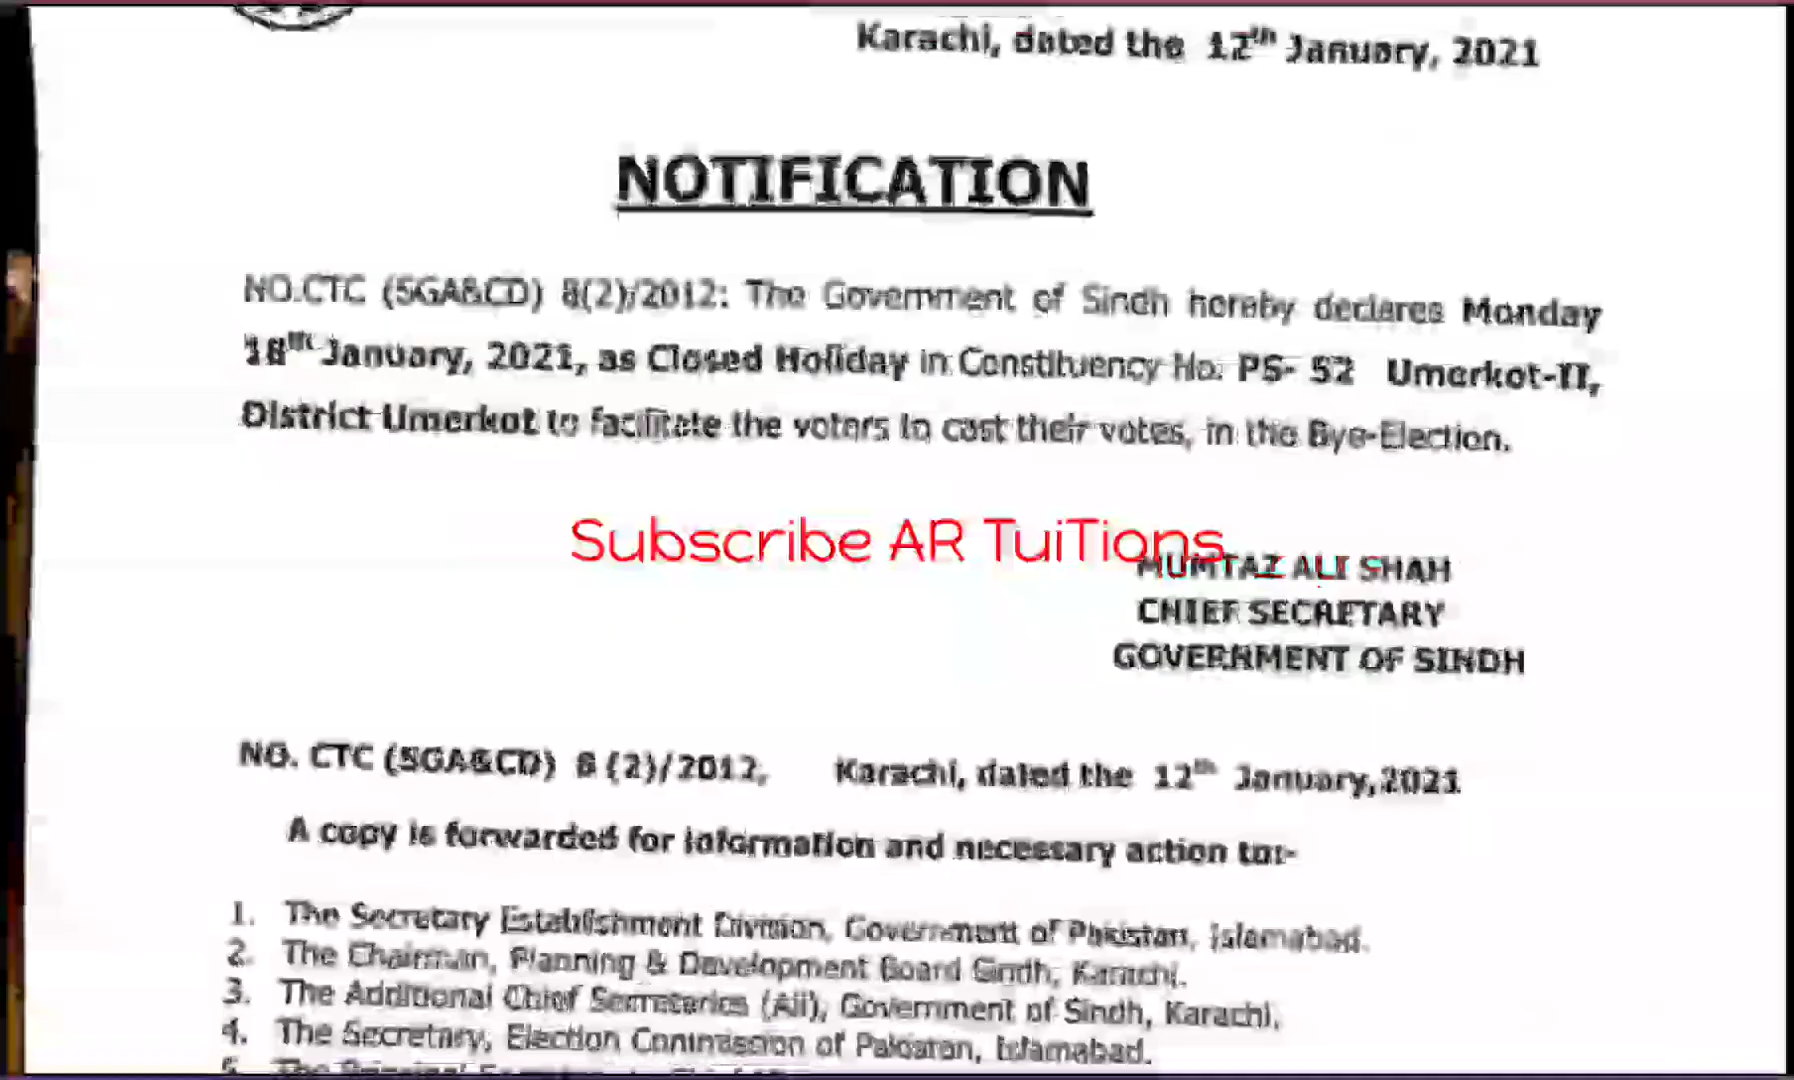 Karachi, dated the 12th January, 2021
NOTIFICATION
NO.CTC (SGA&CD) 8(2)/2012: The Government of Sindh hereby declares Monday
18th January, 2021, as Closed Holiday in Constituency No. PS- 52 Umerkot-II,
District Umerkot to facilitate the voters to cast their votes, in the Bye-Election.
Subscribe AR TuiTions
MUMTAZ ALI SHAH
CHIEF SECRETARY
GOVERNMENT OF SINDH
NO. CTC (SGA&CD) 8 (2)/2012, Karachi, dated the 12th January,2021
A copy is forwarded for information and necessary action to:-
1. The Secretary Establishment Division, Government of Pakistan, Islamabad.
2. The Chairman, Planning & Development Board Sindh, Karachi.
3. The Additional Chief Secretaries (All), Government of Sindh, Karachi.
4. The Secretary, Election Commission of Pakistan, Islamabad.
5. The